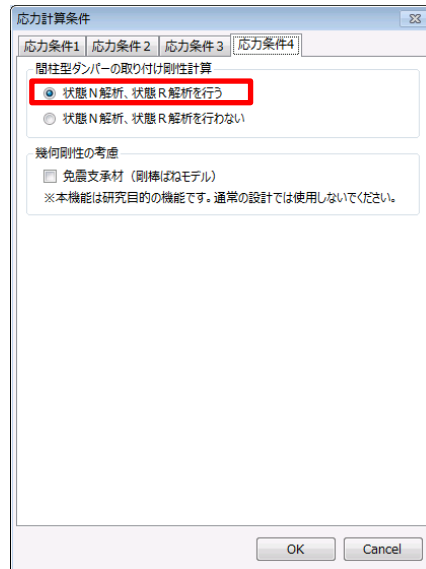 応力計算条件
応力条件1 応力条件２ 応力条件３ 応力条件4
間柱型ダンパーの取り付け剛性計算
状態Ｎ解析、状態Ｒ解析を行う
状態Ｎ解析、状態Ｒ解析を行わない
幾何剛性の考慮
免震支承材（剛棒ばねモデル）
※本機能は研究目的の機能です。通常の設計では使用しないでください。
OK Cancel